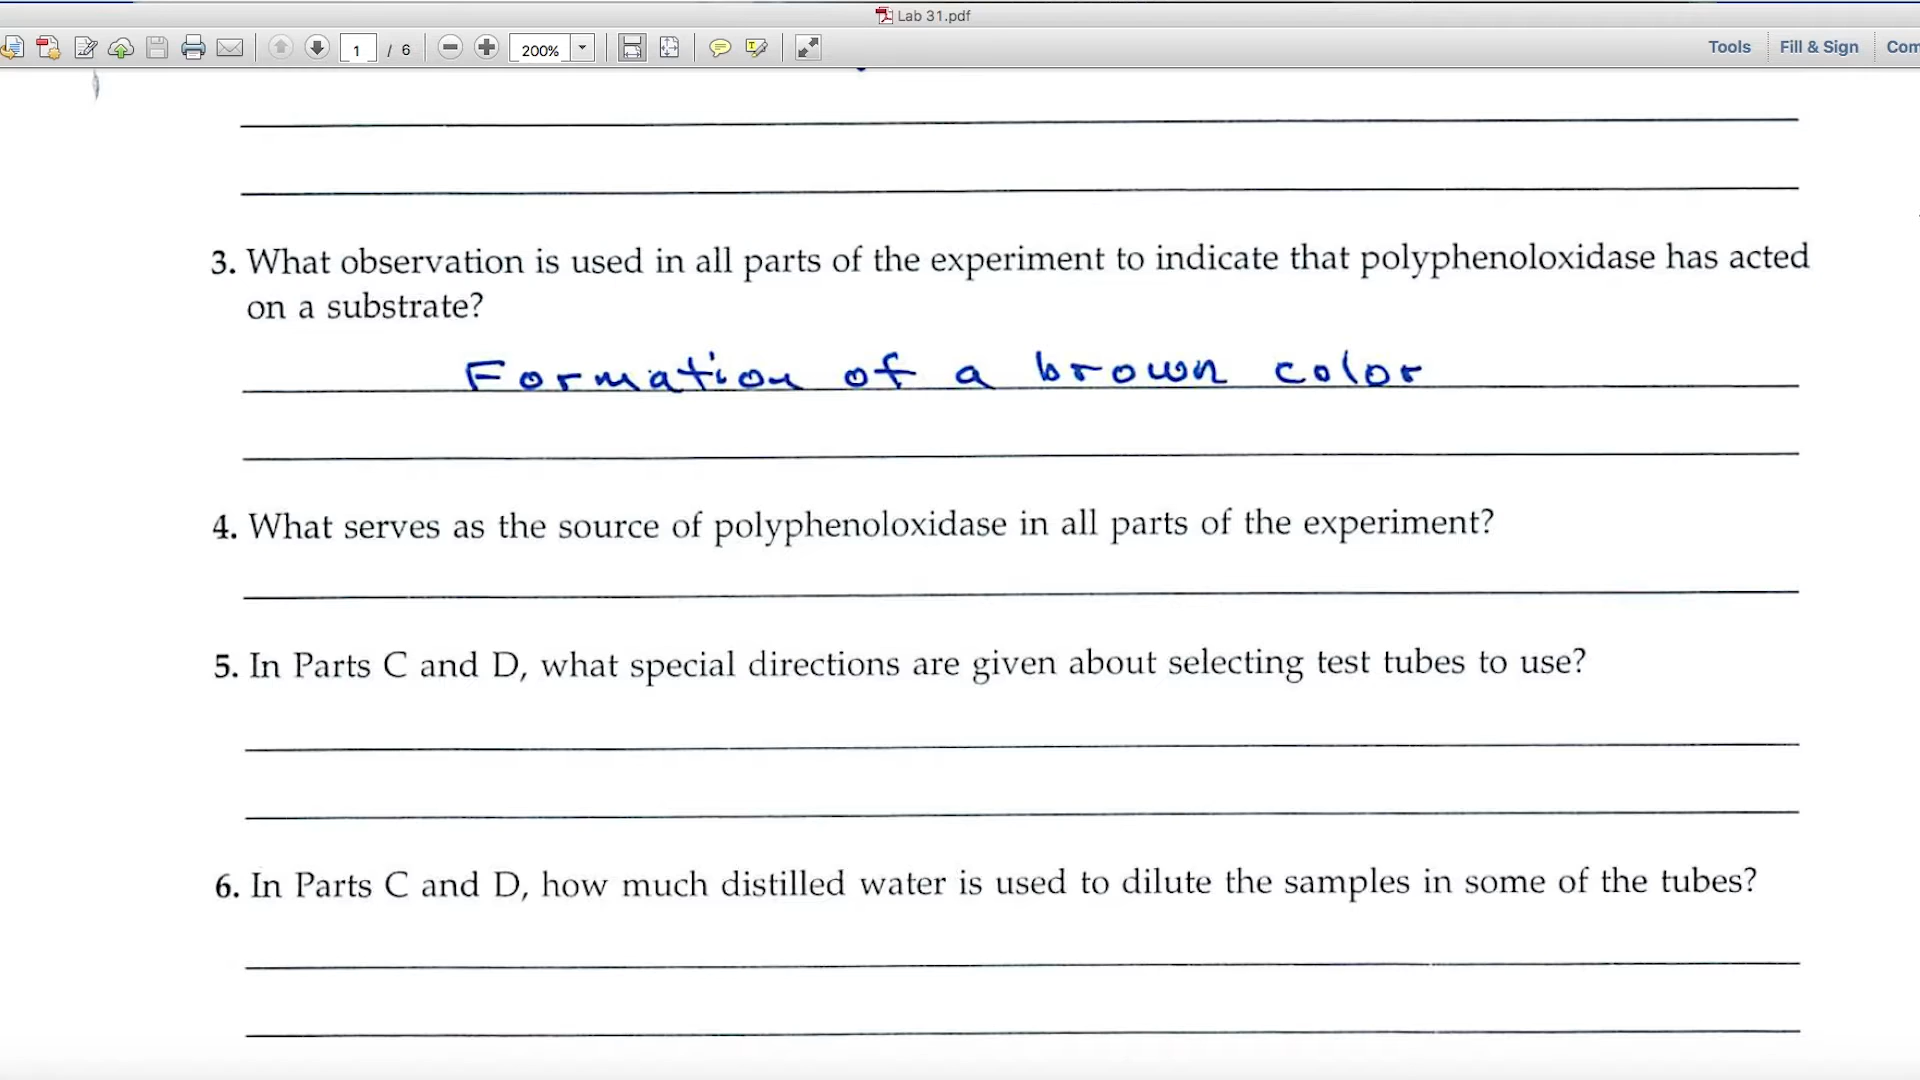 Lab 31.pdf
1 / 6 200% Tools Fill & Sign Com
3. What observation is used in all parts of the experiment to indicate that polyphenoloxidase has acted
on a substrate?
Formation of a brown color
4. What serves as the source of polyphenoloxidase in all parts of the experiment?
5. In Parts C and D, what special directions are given about selecting test tubes to use?
6. In Parts C and D, how much distilled water is used to dilute the samples in some of the tubes?